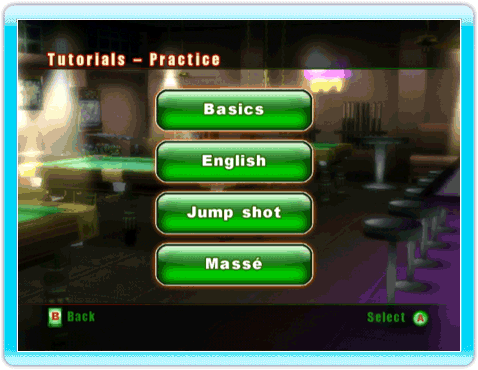 Tutorials – Practice
Basics
English
Jump shot
Massé
B Back
Select A